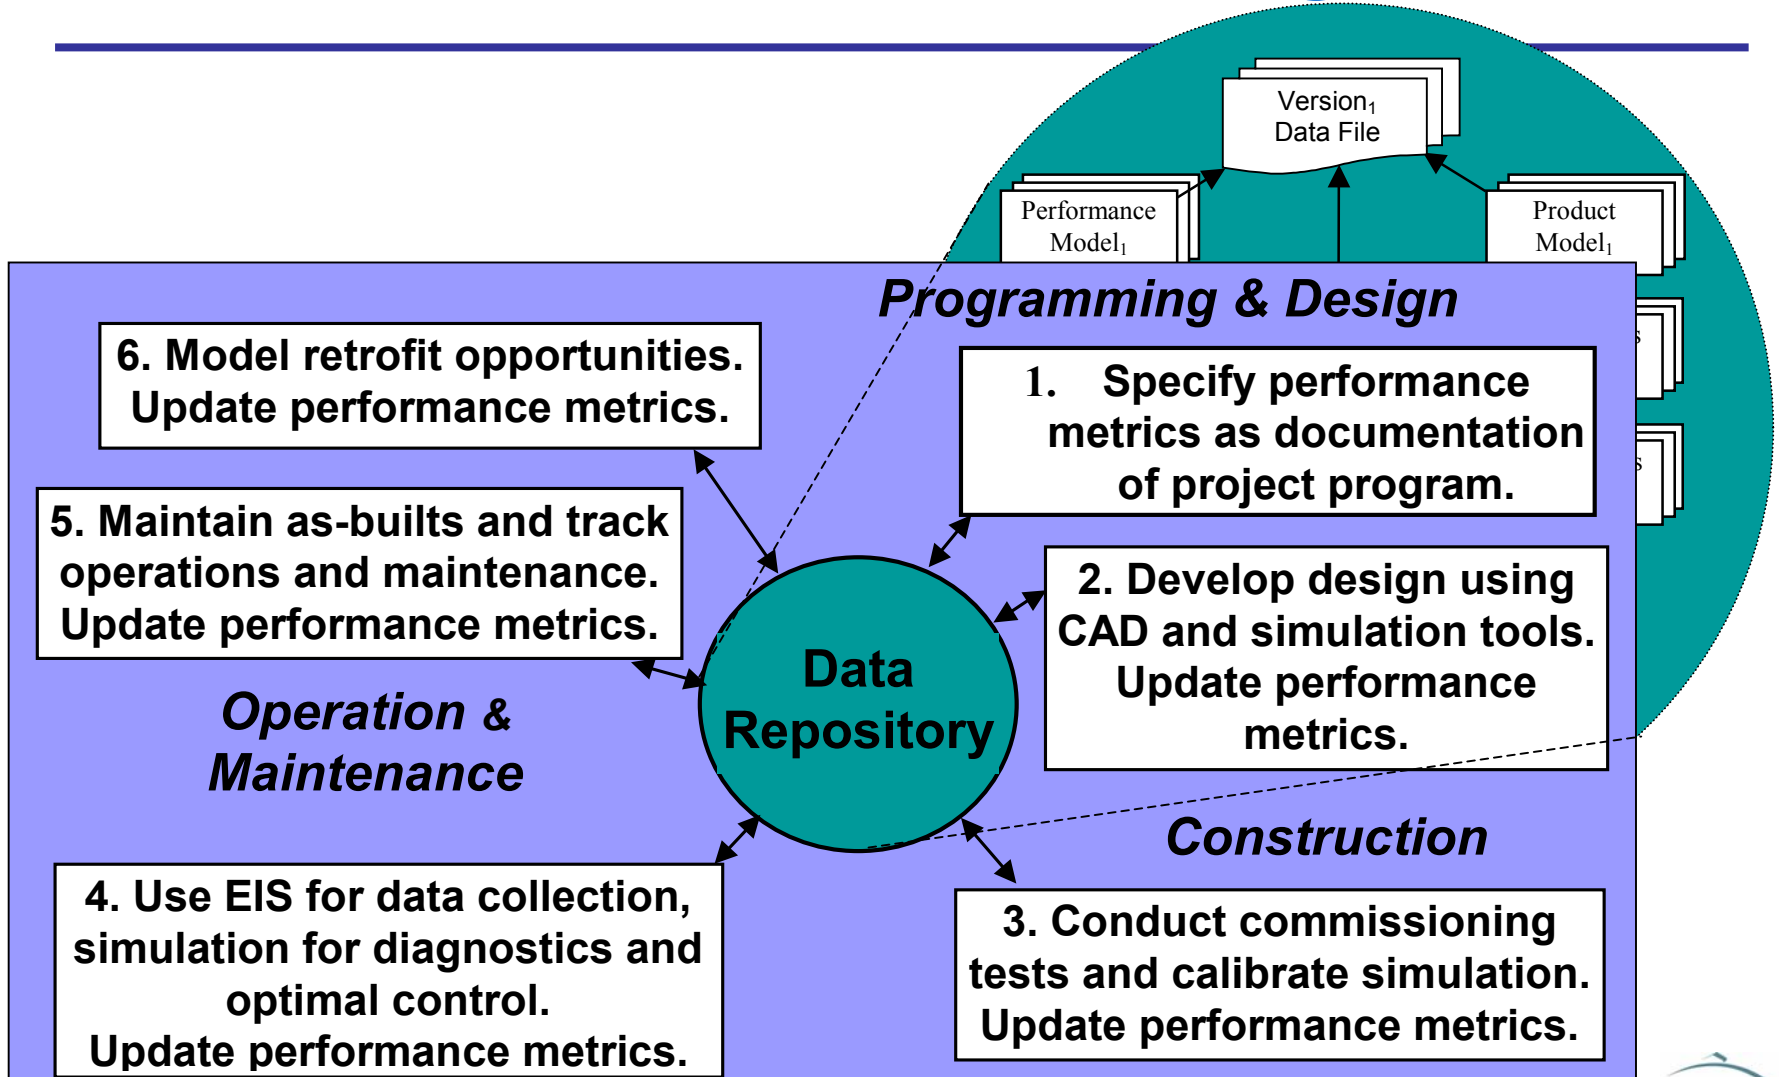 Version₁
Data File
Performance
Model₁
Product
Model₁
Programming & Design
6. Model retrofit opportunities.
Update performance metrics.
1. Specify performance
metrics as documentation
of project program.
s
s
5. Maintain as-builts and track
operations and maintenance.
Update performance metrics.
2. Develop design using
CAD and simulation tools.
Update performance
metrics.
Data
Repository
Operation &
Maintenance
Construction
4. Use EIS for data collection,
simulation for diagnostics and
optimal control.
Update performance metrics.
3. Conduct commissioning
tests and calibrate simulation.
Update performance metrics.